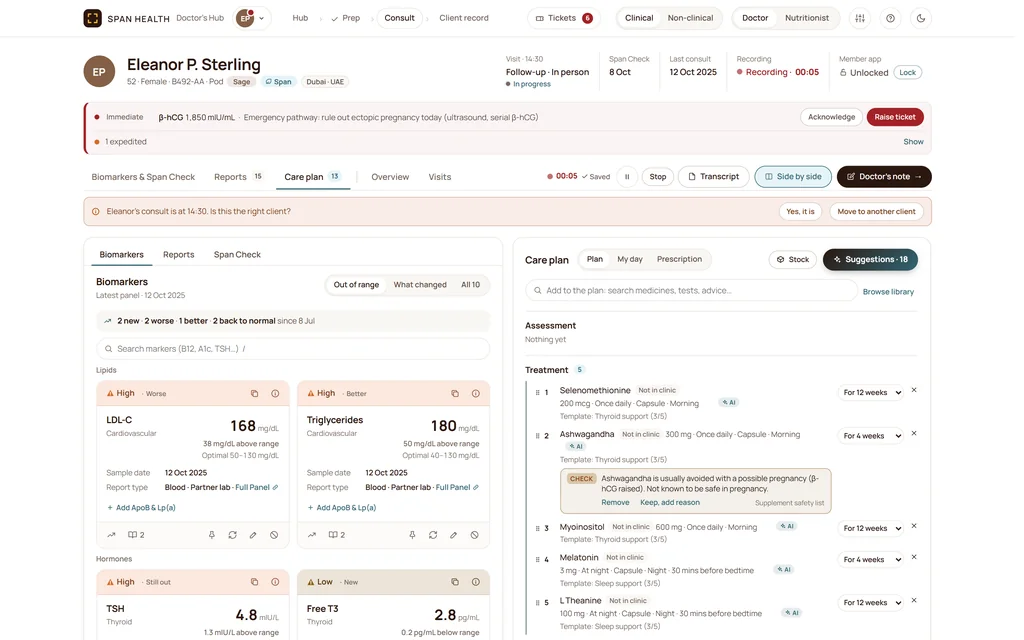 SPAN HEALTH Doctor's Hub EP Hub Prep Consult Client record Tickets 6 Clinical Non-clinical Doctor Nutritionist
EP
Eleanor P. Sterling
52 · Female · B492-AA · Pod Sage Span Dubai · UAE
Visit · 14:30
Follow-up · In person
In progress
Span Check
8 Oct
Last consult
12 Oct 2025
Recording
Recording · 00:05
Member app
Unlocked Lock
Immediate β-hCG 1,850 mIU/mL · Emergency pathway: rule out ectopic pregnancy today (ultrasound, serial β-hCG) Acknowledge Raise ticket
1 expedited Show
Biomarkers & Span Check Reports 15 Care plan 13 Overview Visits 00:05 Saved Stop Transcript Side by side Doctor's note →
Eleanor's consult is at 14:30. Is this the right client? Yes, it is Move to another client
Biomarkers Reports Span Check
Biomarkers
Latest panel · 12 Oct 2025
Out of range What changed All 10
2 new · 2 worse · 1 better · 2 back to normal since 8 Jul
Search markers (B12, A1c, TSH...) /
Lipids
High · Worse
LDL-C
Cardiovascular
168 mg/dL
38 mg/dL above range
Optimal 50–130 mg/dL
Sample date 12 Oct 2025
Report type Blood · Partner lab · Full Panel
+ Add ApoB & Lp(a)
2
High · Better
Triglycerides
Cardiovascular
180 mg/dL
50 mg/dL above range
Optimal 40–130 mg/dL
Sample date 12 Oct 2025
Report type Blood · Partner lab · Full Panel
+ Add ApoB & Lp(a)
2
Hormones
High · Still out
TSH
Thyroid
4.8 mIU/L
1.3 mIU/L above range
Low · New
Free T3
Thyroid
2.8 pg/mL
0.2 pg/mL below range
Care plan Plan My day Prescription Stock Suggestions · 18
Add to the plan: search medicines, tests, advice... Browse library
Assessment
Nothing yet
Treatment 5
1 Selenomethionine Not in clinic For 12 weeks ×
200 mcg · Once daily · Capsule · Morning AI
Template: Thyroid support (3/5)
2 Ashwagandha Not in clinic 300 mg · Once daily · Capsule · Morning For 4 weeks ×
AI
Template: Thyroid support (3/5)
CHECK Ashwagandha is usually avoided with a possible pregnancy (β-
hCG raised). Not known to be safe in pregnancy.
Remove Keep, add reason Supplement safety list
3 Myoinositol Not in clinic 600 mg · Once daily · Morning AI For 12 weeks ×
Template: Thyroid support (3/5)
4 Melatonin Not in clinic For 4 weeks ×
3 mg · At night · Capsule · Night · 30 mins before bedtime AI
Template: Sleep support (3/5)
5 L Theanine Not in clinic For 12 weeks ×
100 mg · At night · Capsule · Night · 30 mins before bedtime AI
Template: Sleep support (3/5)